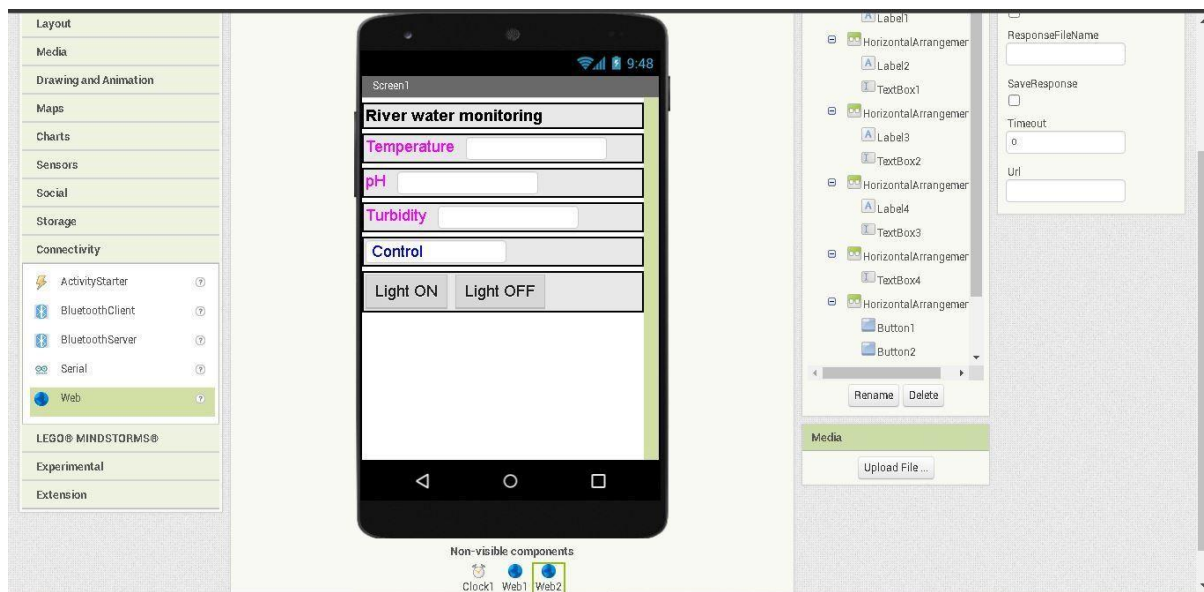 Layout
Media
Drawing and Animation
Maps
Charts
Sensors
Social
Storage
Connectivity
ActivityStarter ?
BluetoothClient ?
BluetoothServer ?
Serial ?
Web ?
LEGO® MINDSTORMS®
Experimental
Extension
9:48
Screen1
River water monitoring
Temperature
pH
Turbidity
Control
Light ON Light OFF
Non-visible components
Clock1 Web1 Web2
Label1
HorizontalArrangemer
Label2
TextBox1
HorizontalArrangemer
Label3
TextBox2
HorizontalArrangemer
Label4
TextBox3
HorizontalArrangemer
TextBox4
HorizontalArrangemer
Button1
Button2
Rename Delete
Media
Upload File ...
ResponseFileName
SaveResponse
Timeout
0
Url